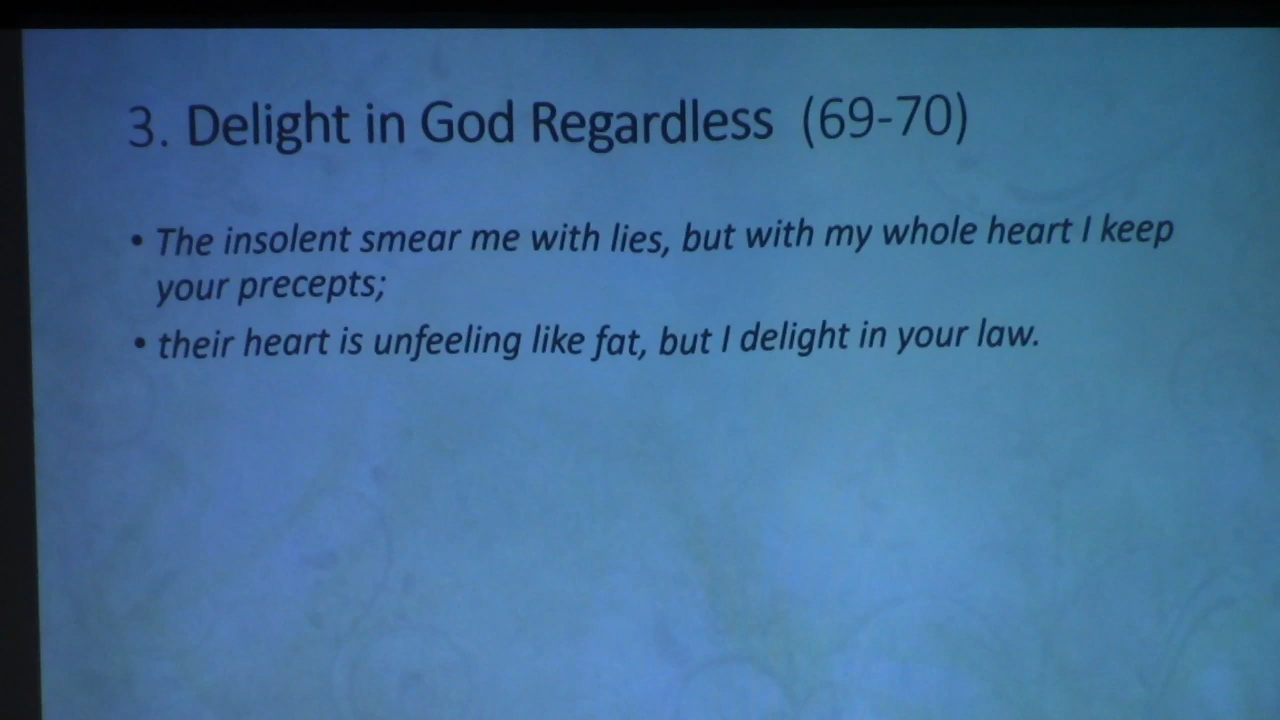 3. Delight in God Regardless (69-70)
• The insolent smear me with lies, but with my whole heart I keep
your precepts;
• their heart is unfeeling like fat, but I delight in your law.